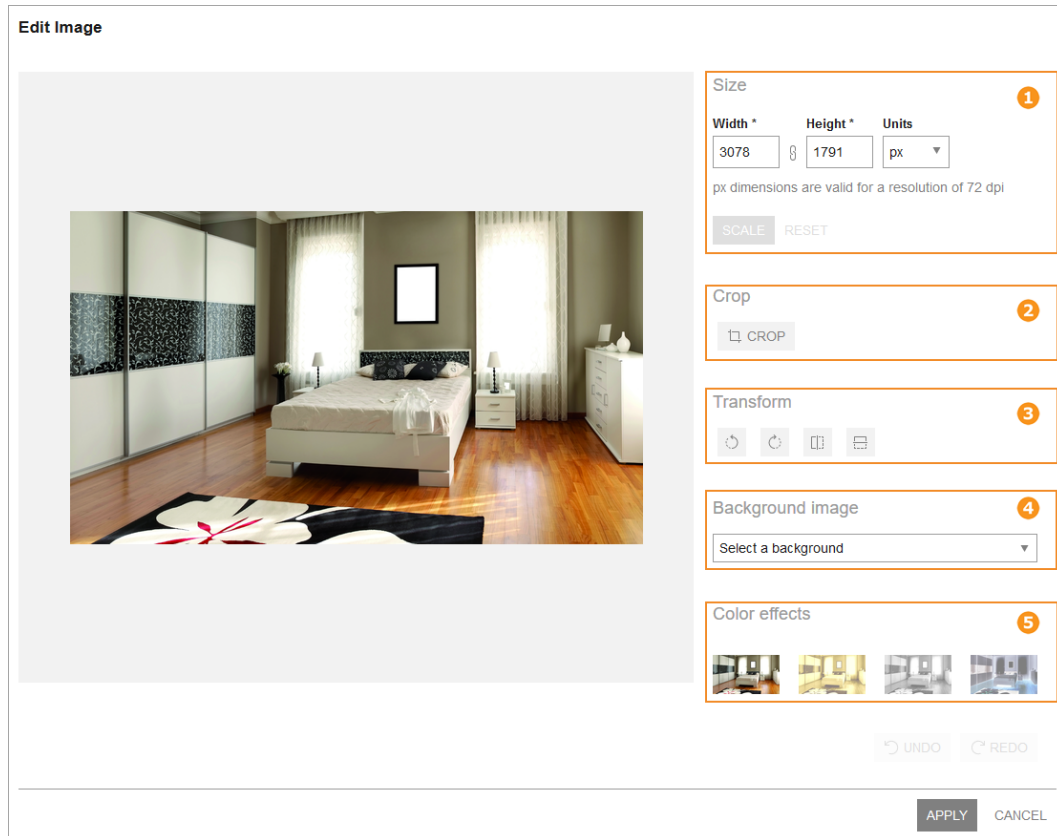 Edit Image
Size
1
Width * Height * Units
3078 1791 px
px dimensions are valid for a resolution of 72 dpi
SCALE RESET
Crop
2
CROP
Transform
3
Background image
4
Select a background
Color effects
5
UNDO REDO
APPLY CANCEL